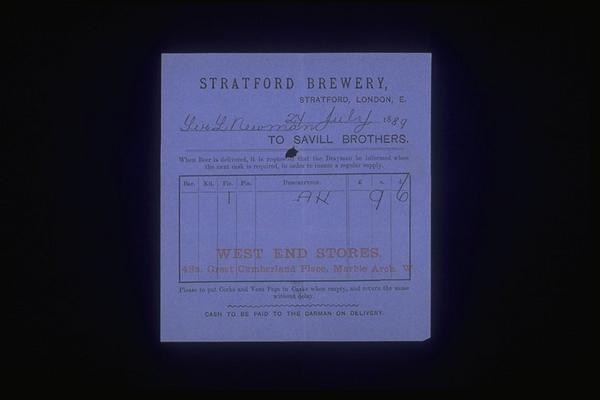 STRATFORD BREWERY,
STRATFORD, LONDON, E.
24 July 1889
Newman
TO SAVILL BROTHERS.
When Beer is delivered, it is requested that the Drayman be informed when
the next cask is required, in order to insure a regular supply.
Bar. Kil. Fir. Pin. Description. £ s. d.
1 AK 9 6
WEST END STORES.
48a. Great Cumberland Place, Marble Arch. W
Please to put Corks and Vent Pegs in Casks when empty, and return the same
without delay.
CASH TO BE PAID TO THE CARMAN ON DELIVERY.